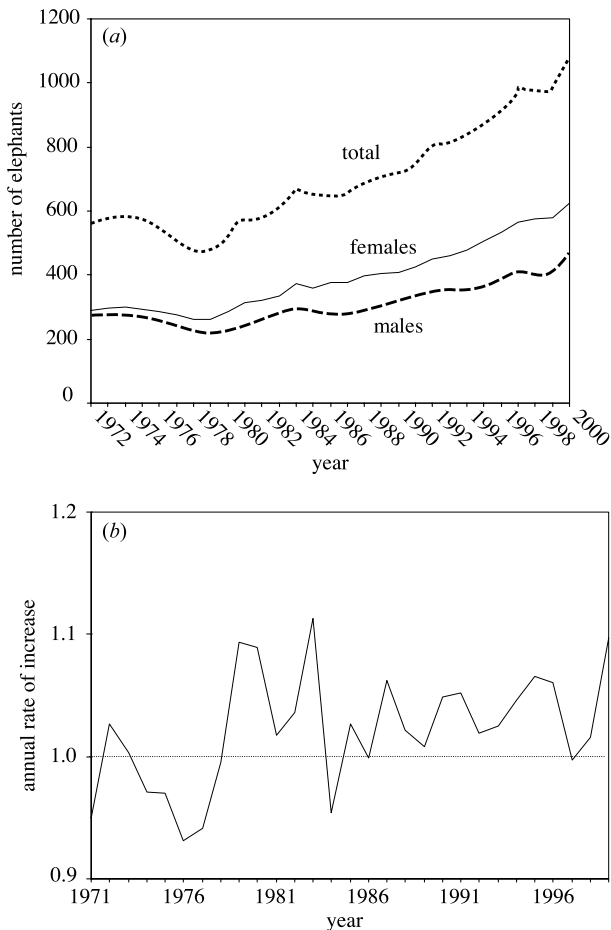 (a)
1200
1000
800
600
400
200
0
number of elephants
total
females
males
1972 1974 1976 1978 1980 1982 1984 1986 1988 1990 1992 1994 1996 1998 2000
year
(b)
1.2
1.1
1.0
0.9
annual rate of increase
1971 1976 1981 1986 1991 1996
year